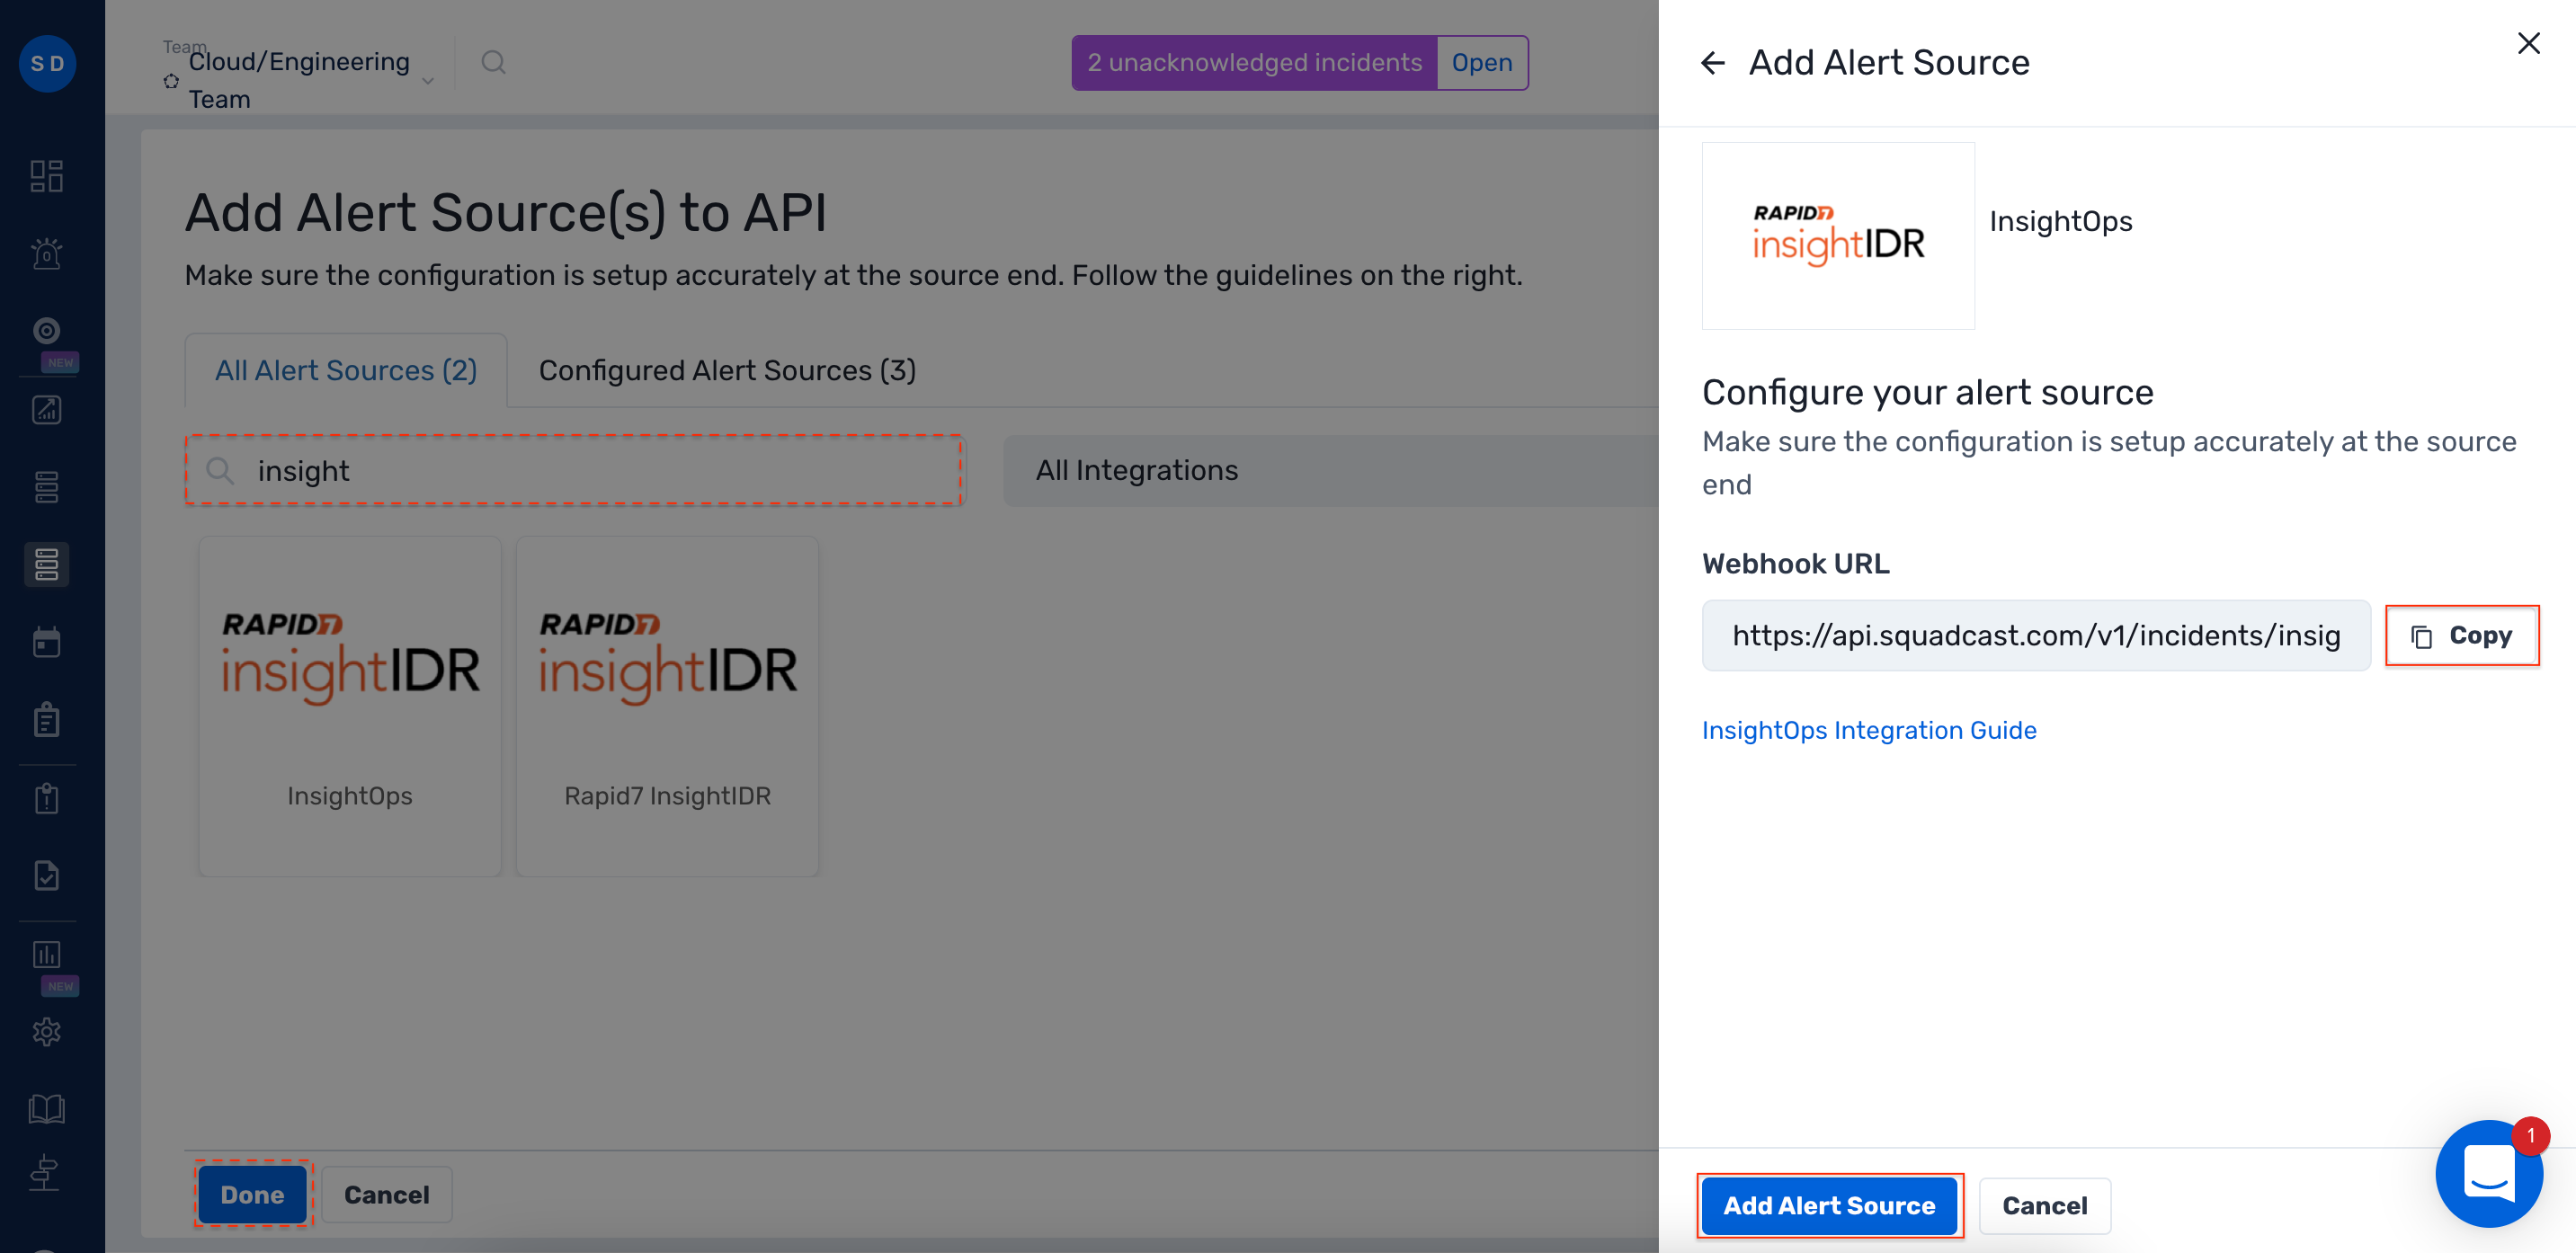 S D
Team
Cloud/Engineering
Team
2 unacknowledged incidents
Open
0
NEW
NEW
Add Alert Source(s) to API
Make sure the configuration is setup accurately at the source end. Follow the guidelines on the right.
All Alert Sources (2)
Configured Alert Sources (3)
insight
All Integrations
RAPID7
insightIDR
InsightOps
RAPID7
insightIDR
Rapid7 InsightIDR
Done
Cancel
Add Alert Source
RAPID7
insightIDR
InsightOps
Configure your alert source
Make sure the configuration is setup accurately at the source
end
Webhook URL
https://api.squadcast.com/v1/incidents/insig
Copy
InsightOps Integration Guide
1
Add Alert Source
Cancel